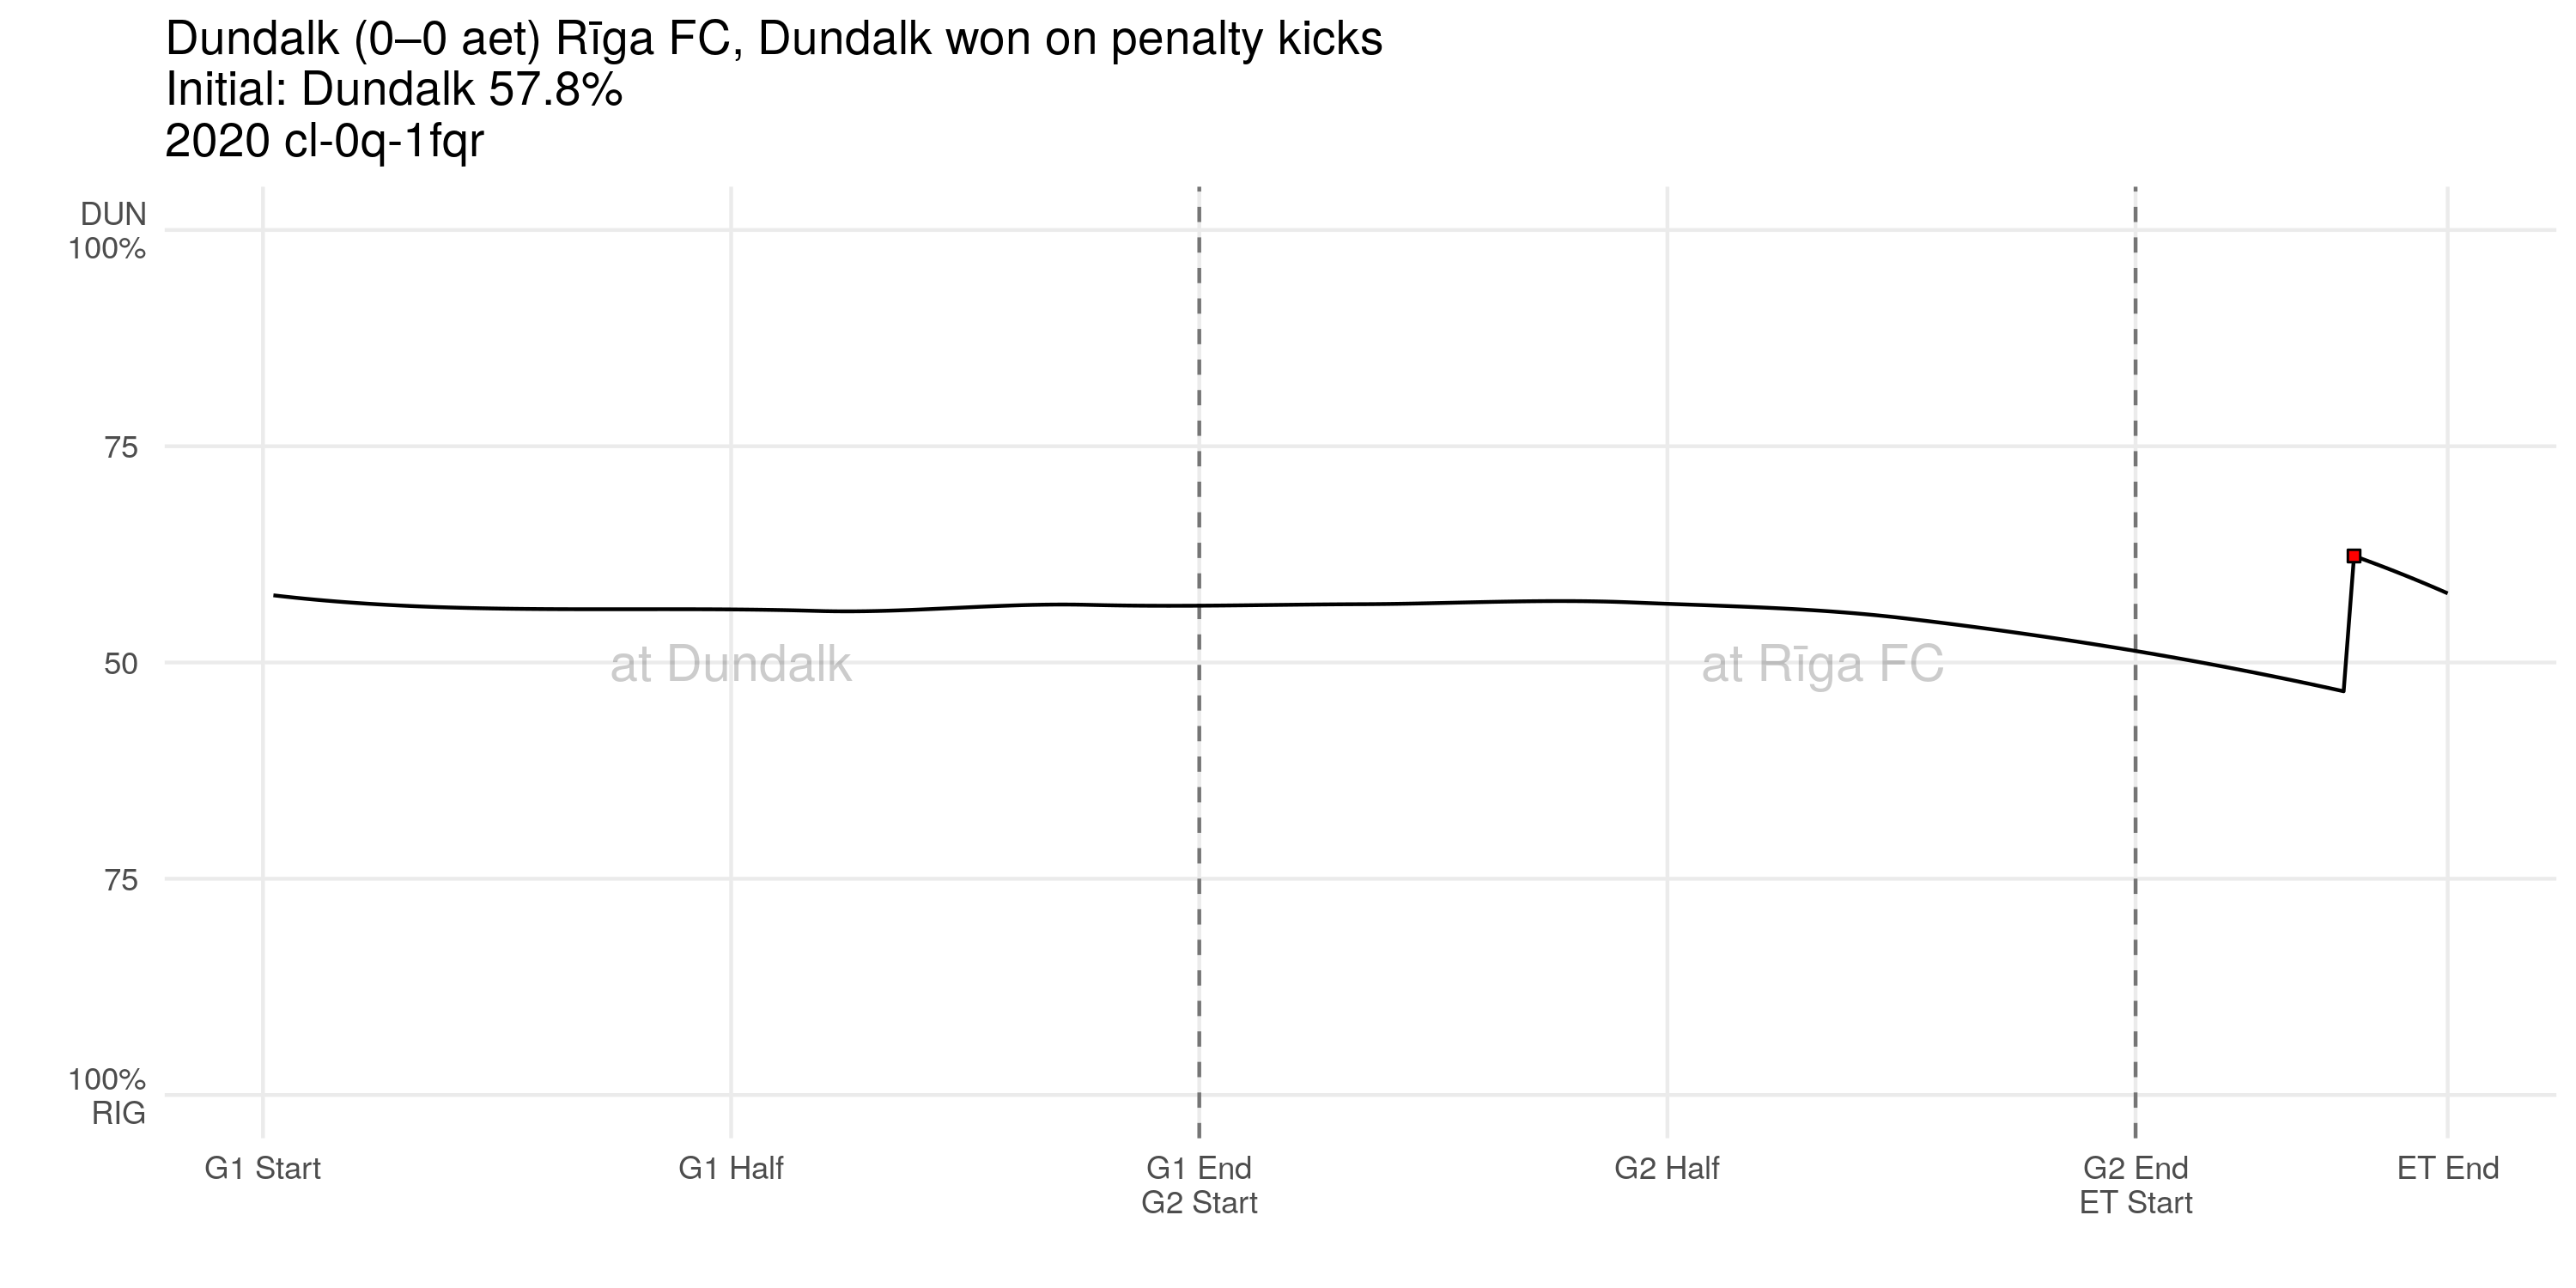 Dundalk (0–0 aet) Rīga FC, Dundalk won on penalty kicks
Initial: Dundalk 57.8%
2020 cl-0q-1fqr
DUN
100%
75
50
75
100%
RIG
at Dundalk
at Rīga FC
G1 Start
G1 Half
G1 End
G2 Start
G2 Half
G2 End
ET Start
ET End